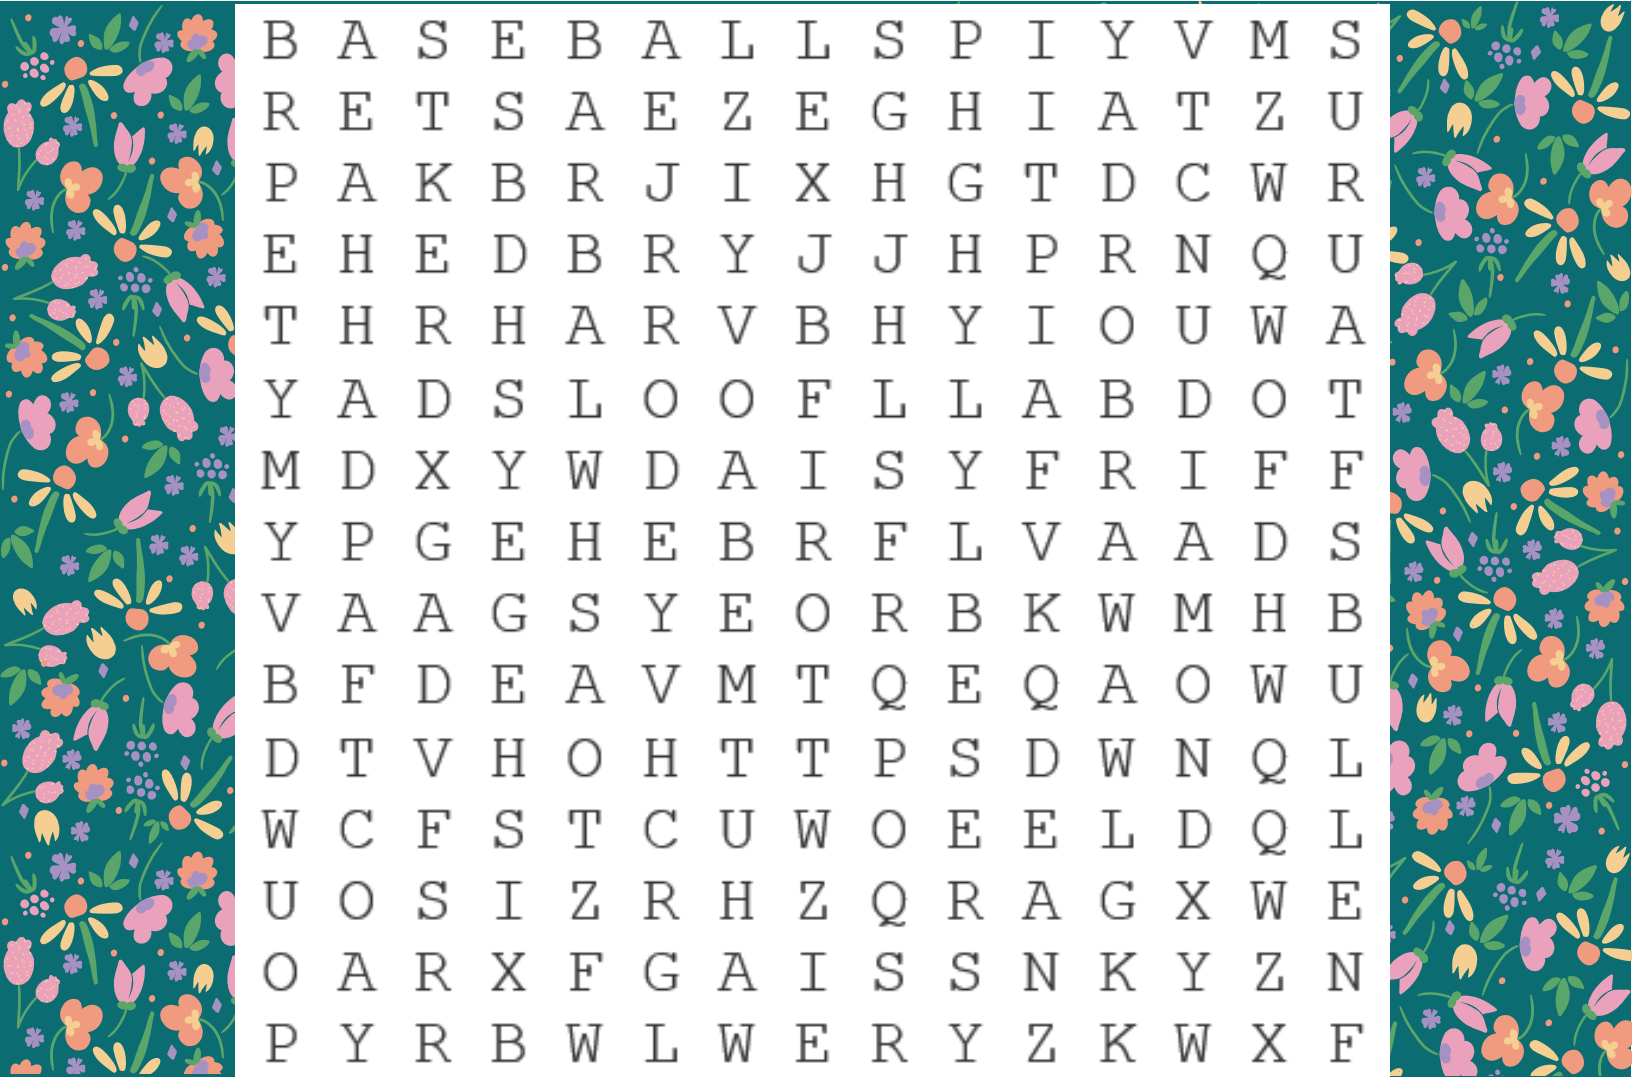 B A S E B A L L S P I Y V M S
R E T S A E Z E G H I A T Z U
P A K B R J I X H G T D C W R
E H E D B R Y J J H P R N Q U
T H R H A R V B H Y I O U W A
Y A D S L O O F L L A B D O T
M D X Y W D A I S Y F R I F F
Y P G E H E B R F L V A A D S
V A A G S Y E O R B K W M H B
B F D E A V M T Q E Q A O W U
D T V H O H T T P S D W N Q L
W C F S T C U W O E E L D Q L
U O S I Z R H Z Q R A G X W E
O A R X F G A I S S N K Y Z N
P Y R B W L W E R Y Z K W X F